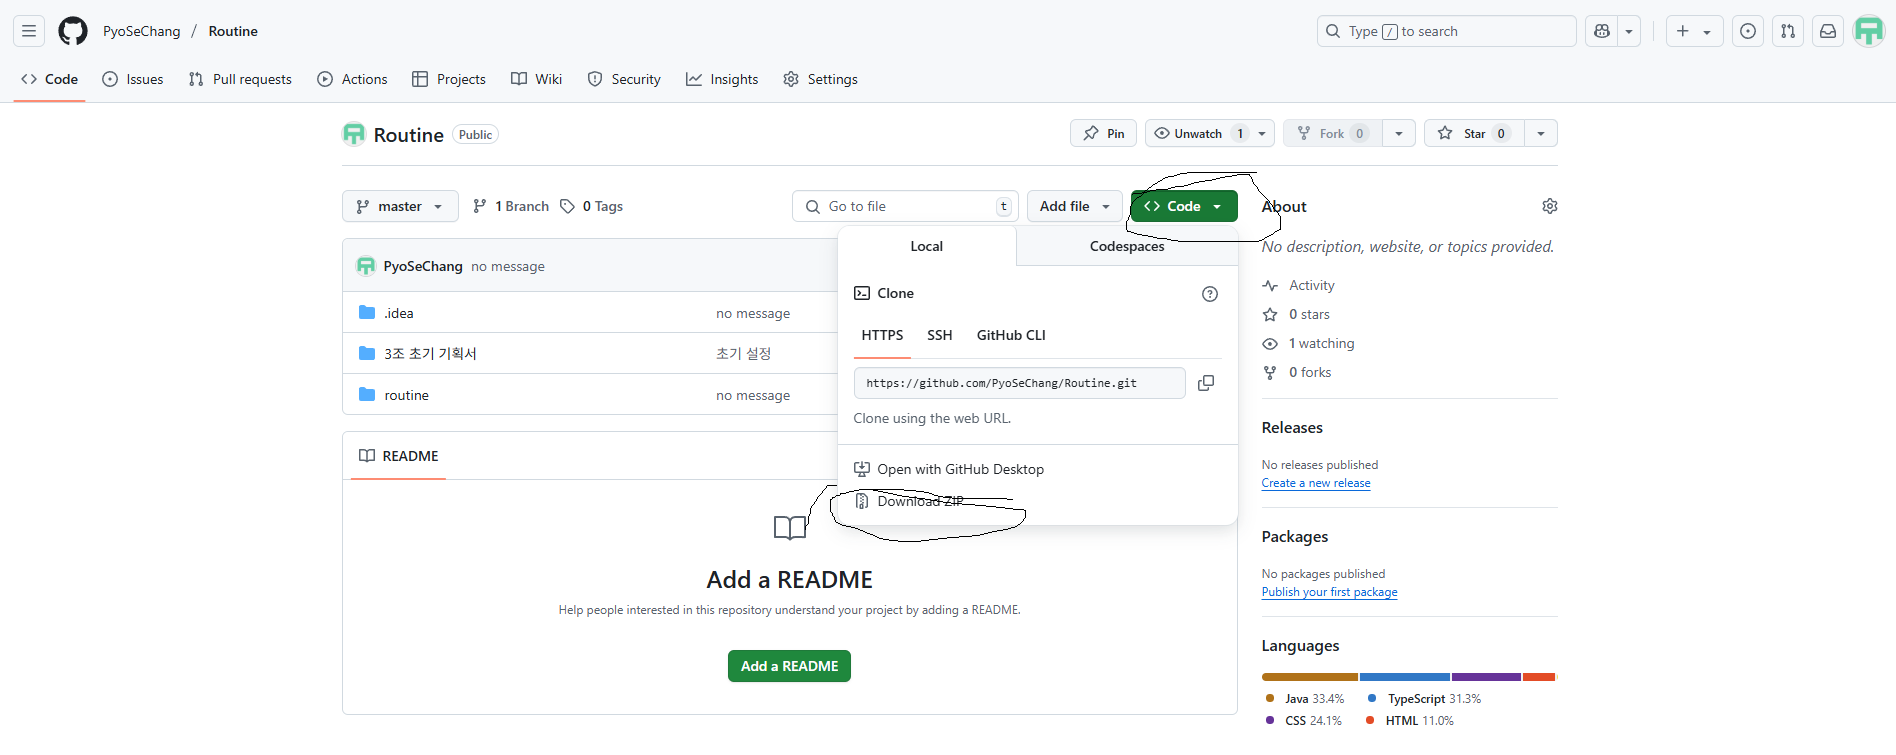 PyoSeChang / Routine
Type / to search
Code Issues Pull requests Actions Projects Wiki Security Insights Settings
Routine Public
Pin Unwatch 1 Fork 0 Star 0
master 1 Branch 0 Tags Go to file t Add file Code
About
No description, website, or topics provided.
Activity
0 stars
1 watching
0 forks
Releases
No releases published
Create a new release
Packages
No packages published
Publish your first package
Languages
Java 33.4% TypeScript 31.3%
CSS 24.1% HTML 11.0%
Local Codespaces
Clone
HTTPS SSH GitHub CLI
https://github.com/PyoSeChang/Routine.git
Clone using the web URL.
Open with GitHub Desktop
Download ZIP
PyoSeChang no message
.idea no message
3조 초기 기획서 초기 설정
routine no message
README
Add a README
Help people interested in this repository understand your project by adding a README.
Add a README